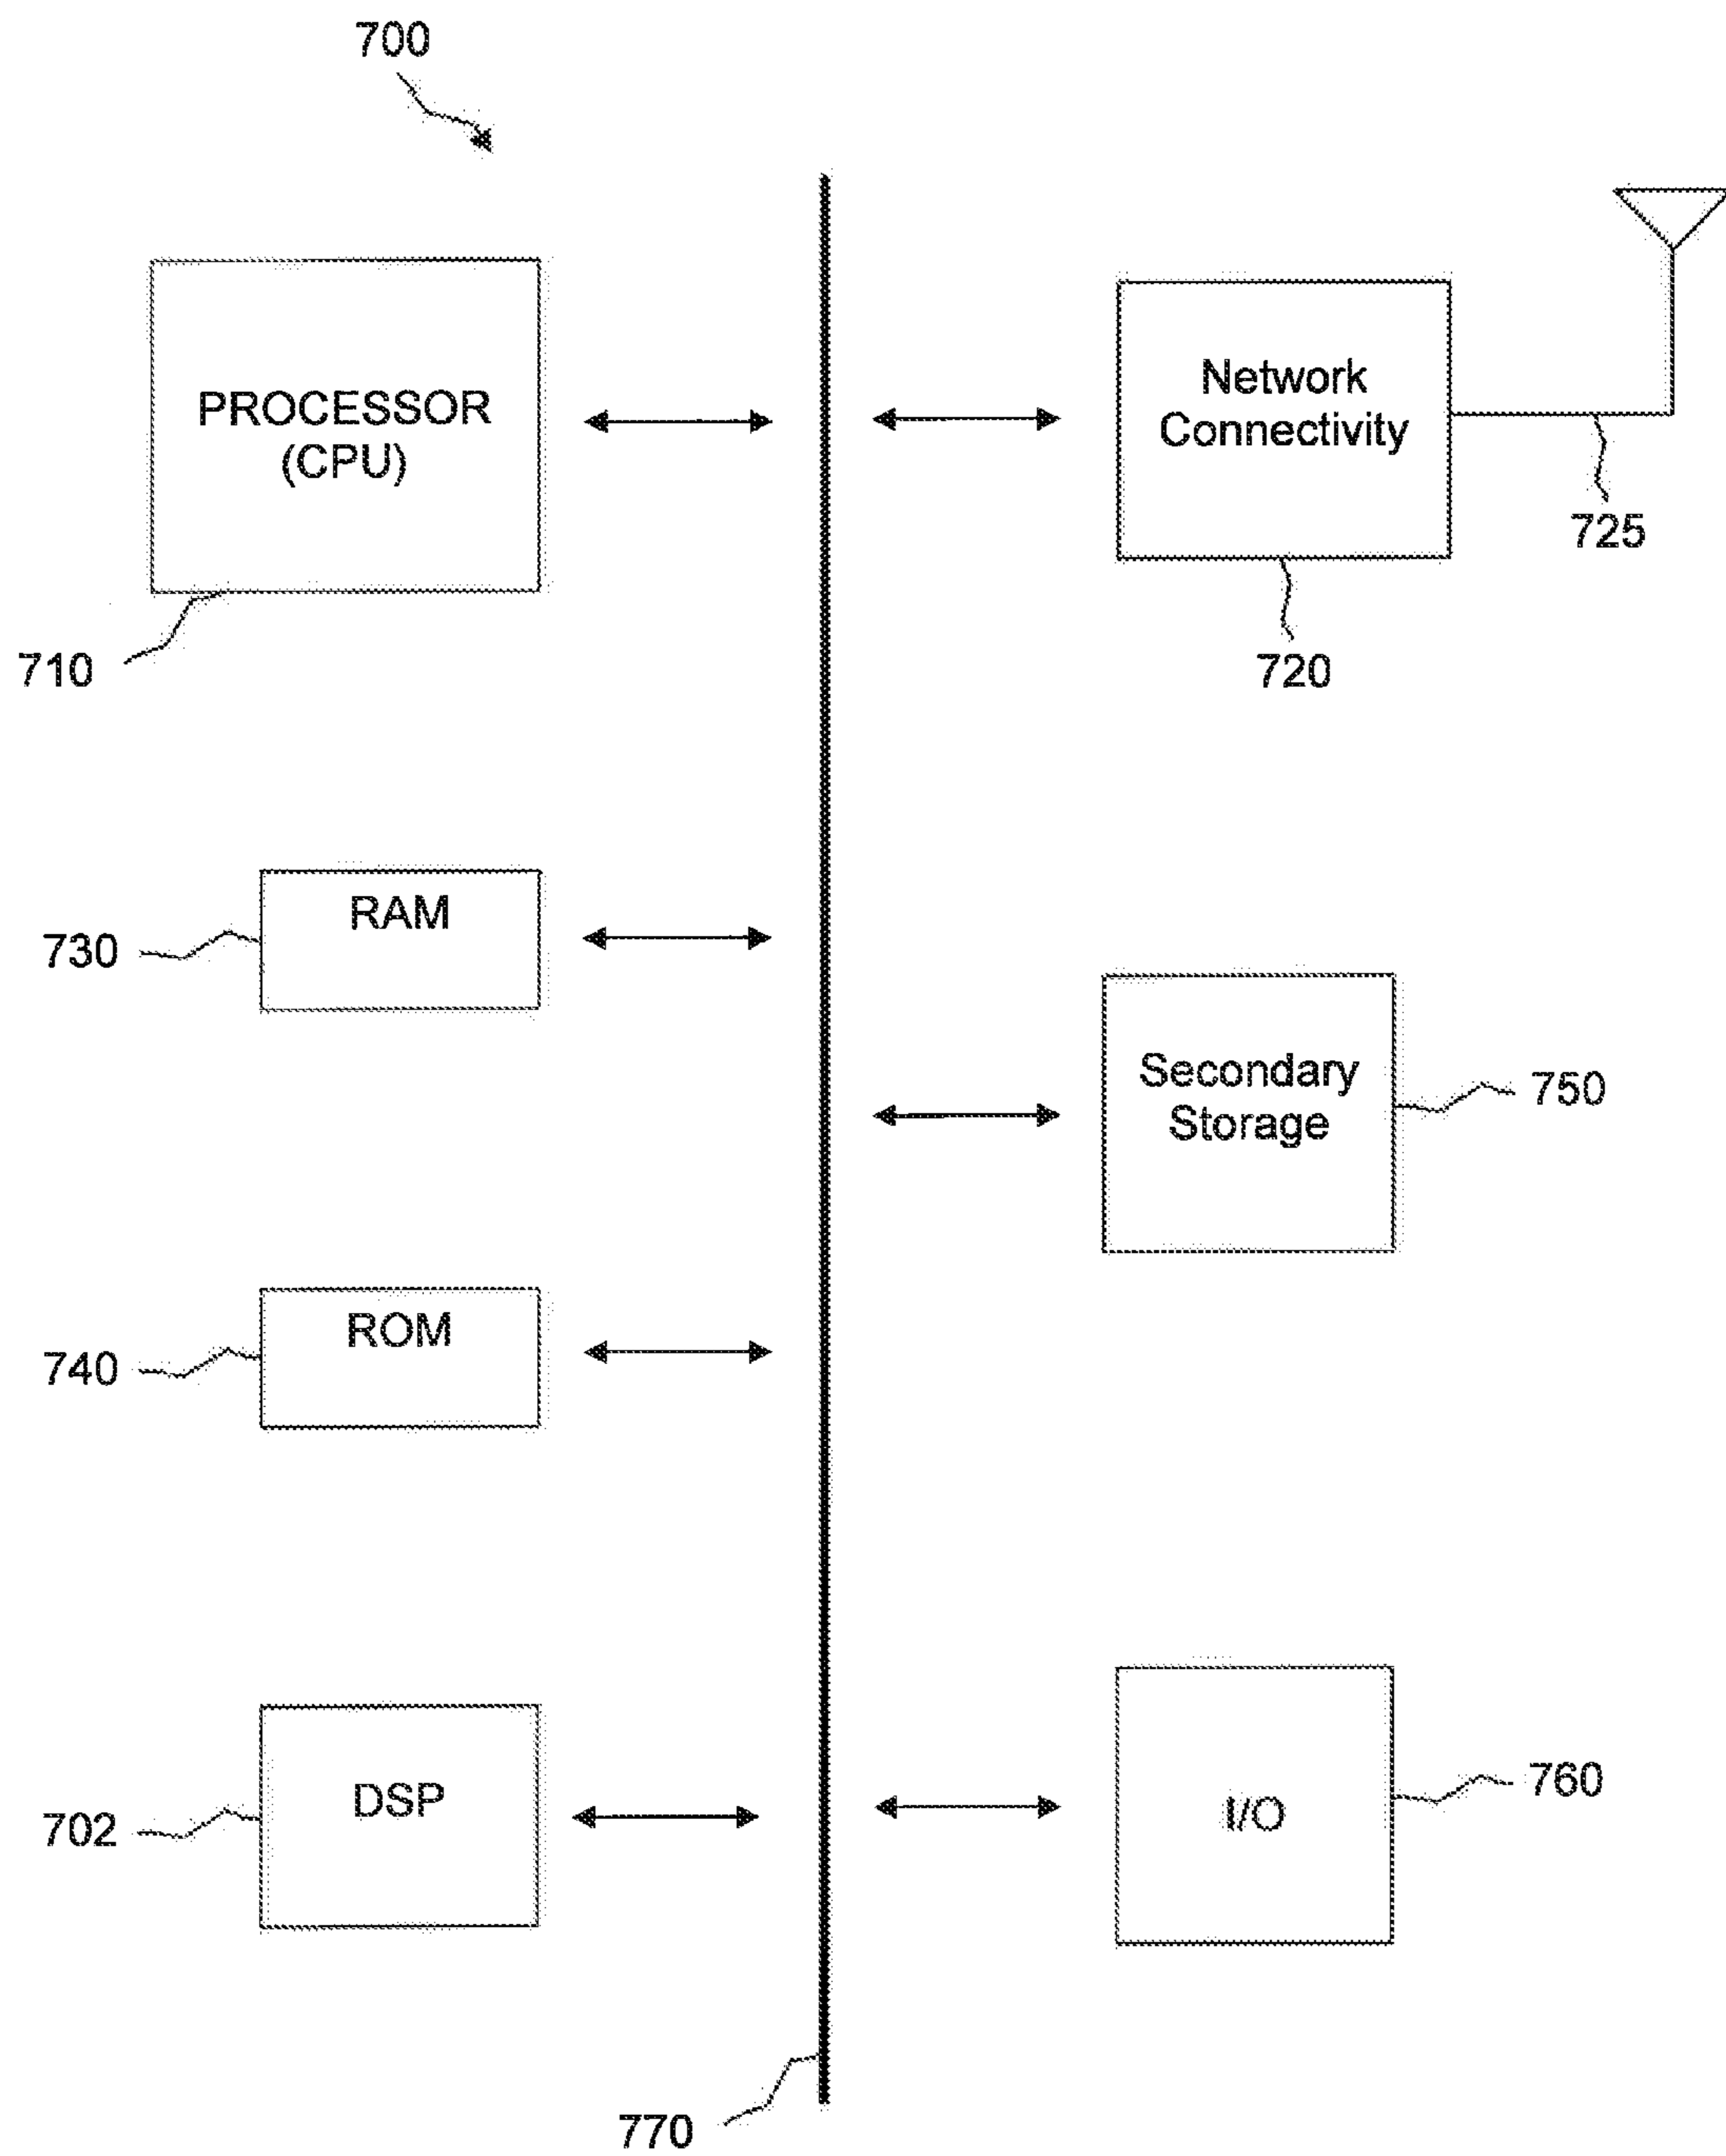 700
PROCESSOR
(CPU)
710
Network
Connectivity
725
720
RAM
730
Secondary
Storage
750
ROM
740
DSP
702
I/O
760
770